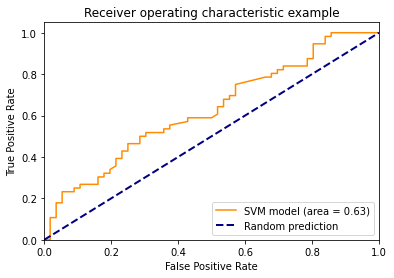 Receiver operating characteristic example
True Positive Rate
1.0
0.8
0.6
0.4
0.2
0.0
SVM model (area = 0.63)
Random prediction
0.0 0.2 0.4 0.6 0.8 1.0
False Positive Rate